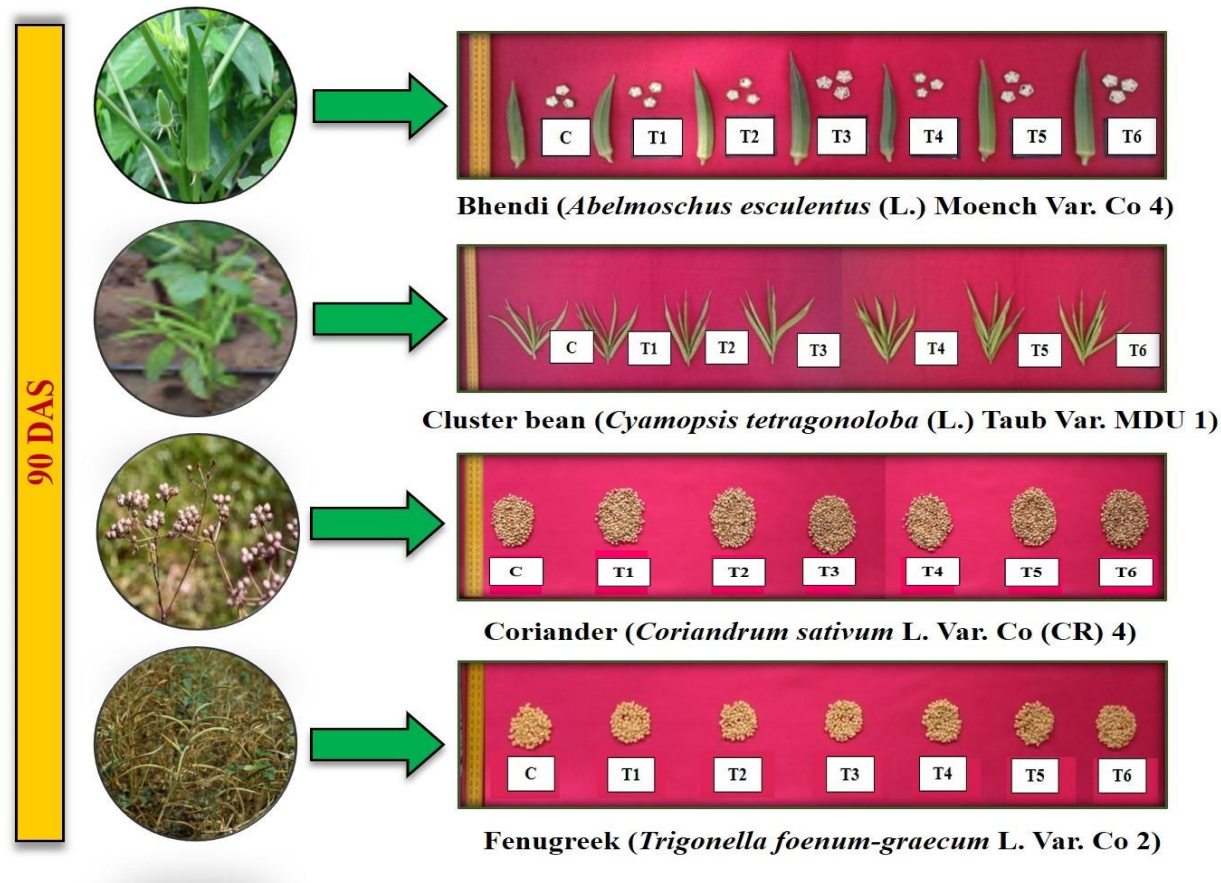 90 DAS
C T1 T2 T3 T4 T5 T6
Bhendi (Abelmoschus esculentus (L.) Moench Var. Co 4)
C T1 T2 T3 T4 T5 T6
Cluster bean (Cyamopsis tetragonoloba (L.) Taub Var. MDU 1)
C T1 T2 T3 T4 T5 T6
Coriander (Coriandrum sativum L. Var. Co (CR) 4)
C T1 T2 T3 T4 T5 T6
Fenugreek (Trigonella foenum-graecum L. Var. Co 2)